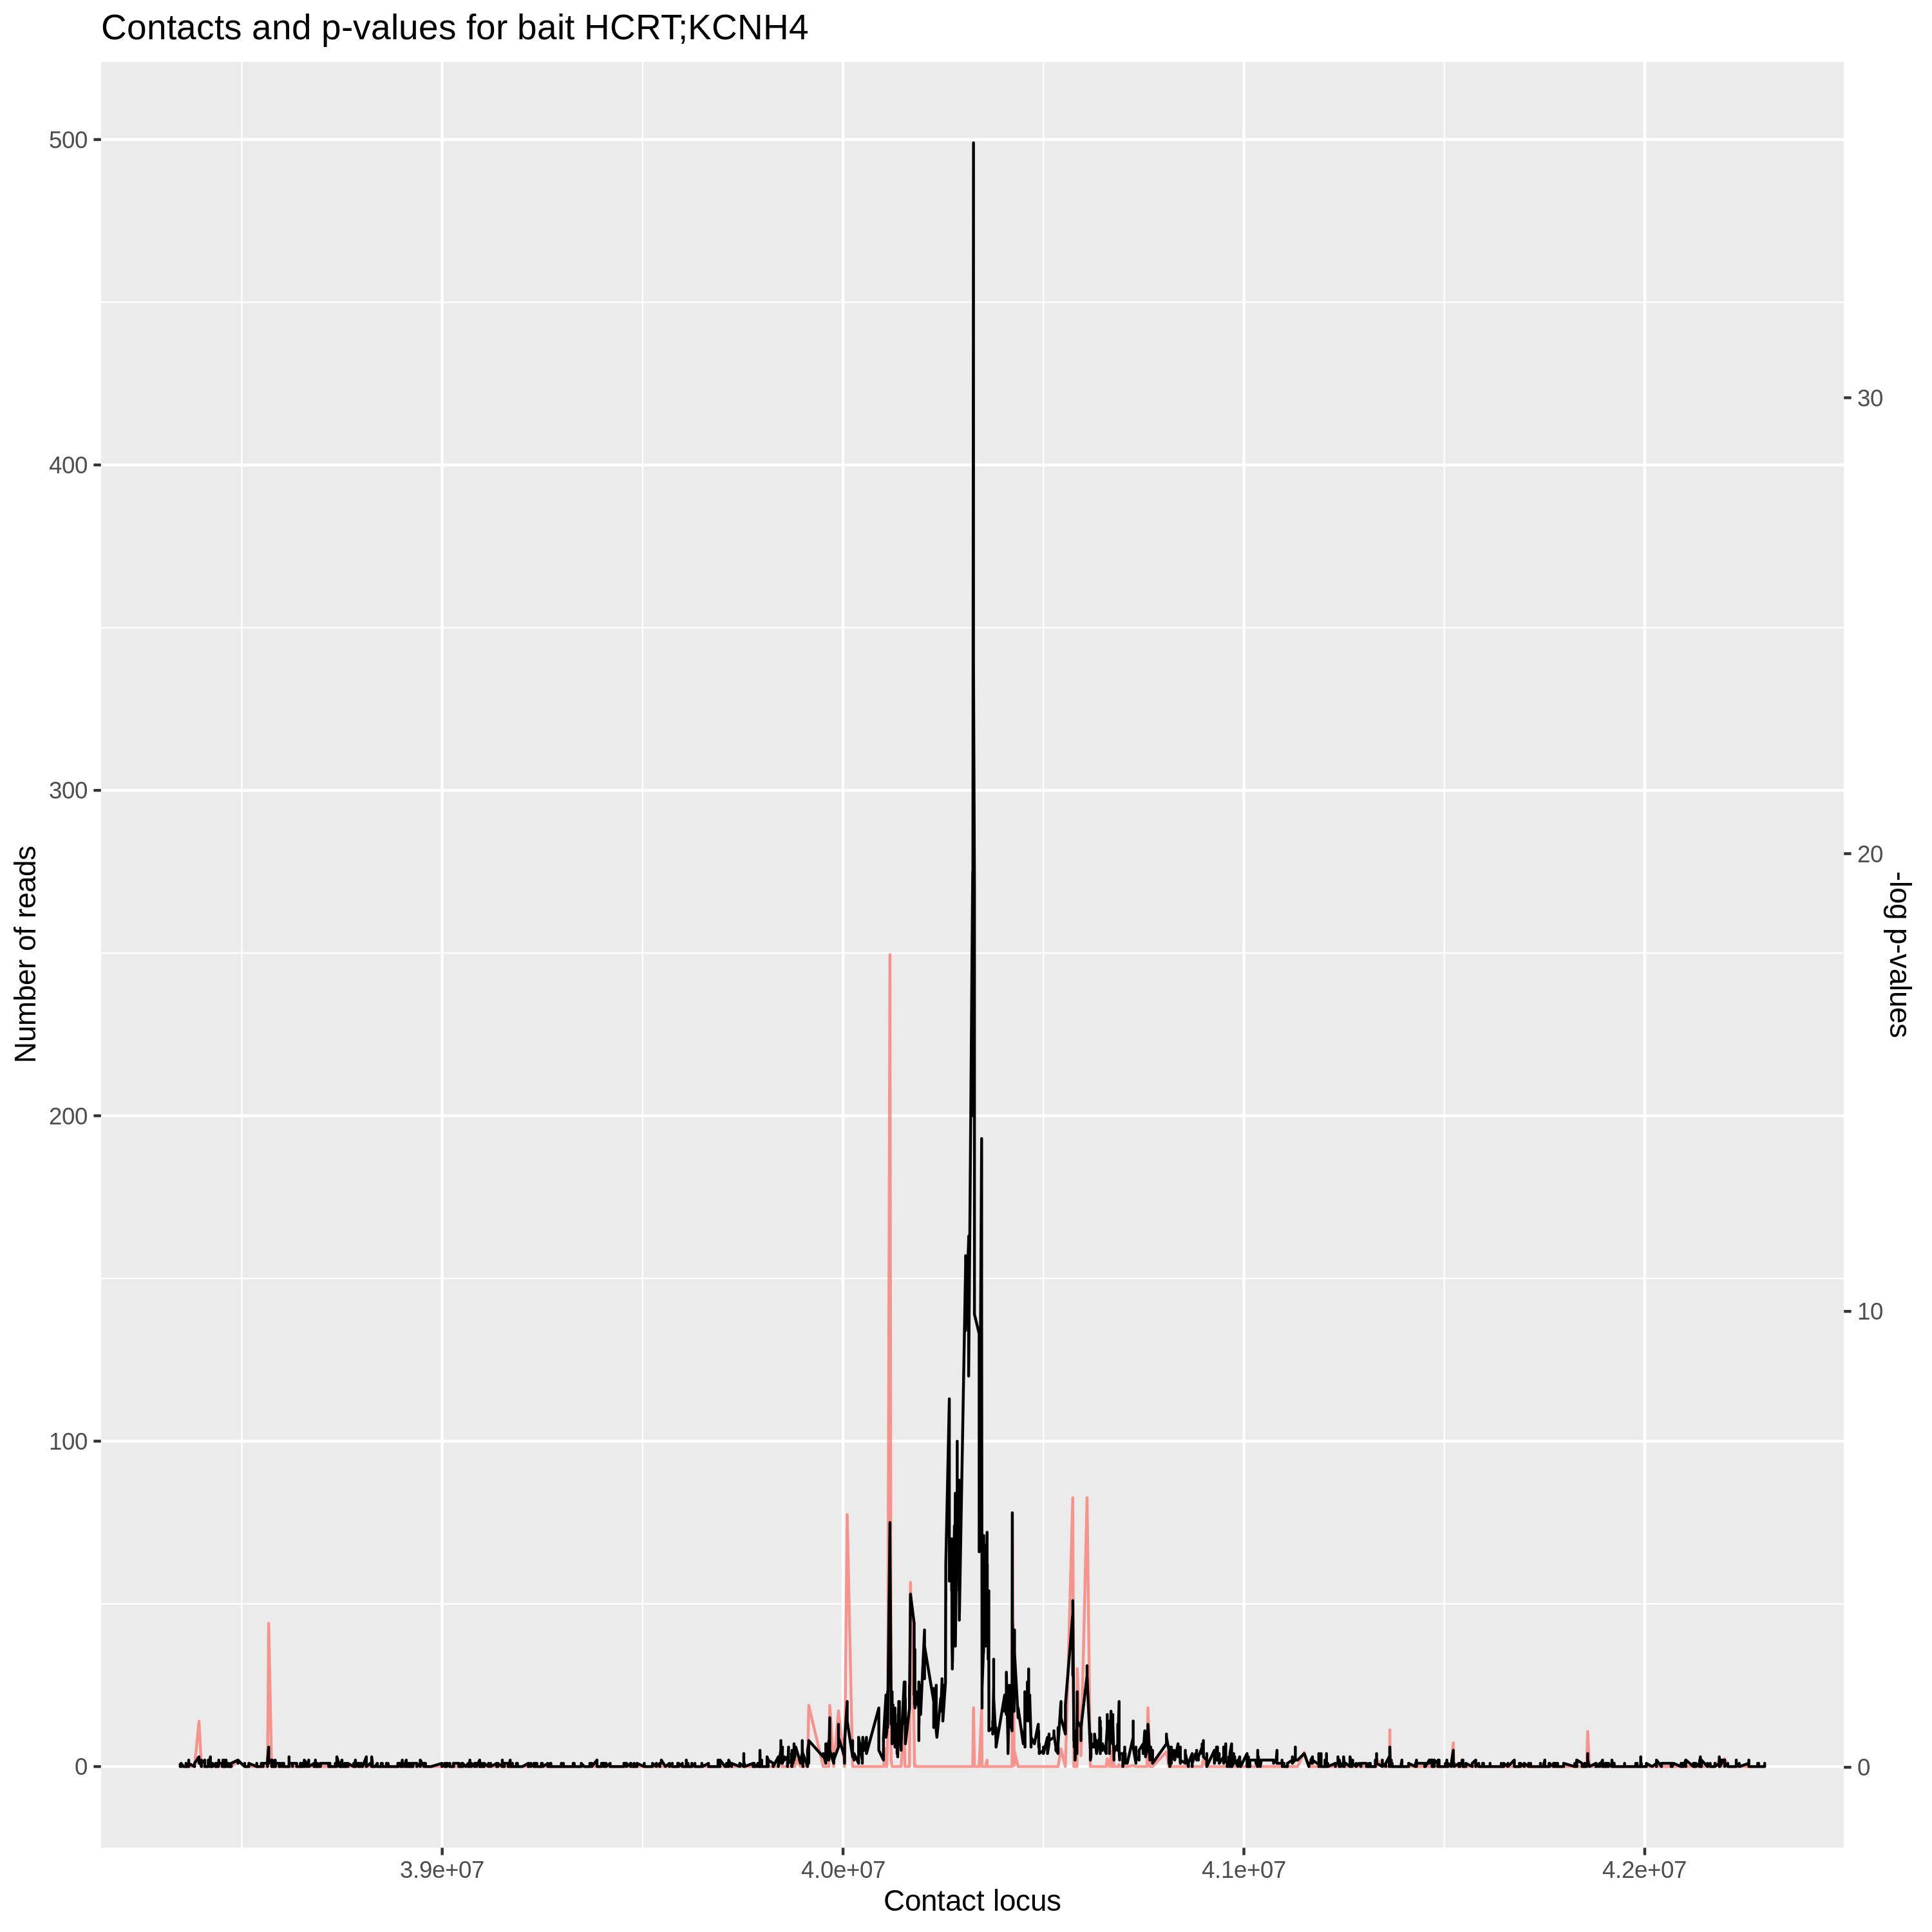 Contacts and p-values for bait HCRT;KCNH4
Number of reads
500
400
300
200
100
0
30
20
10
0
-log p-values
3.9e+07
4.0e+07
4.1e+07
4.2e+07
Contact locus